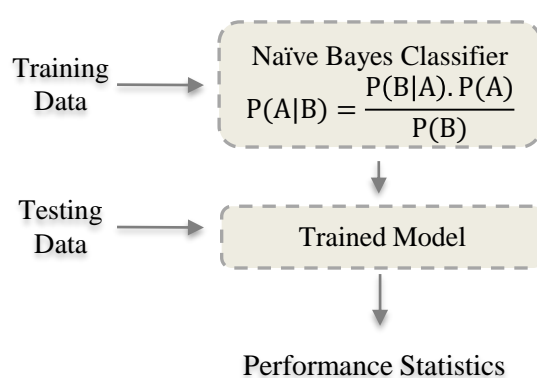 Training
Data
Naïve Bayes Classifier
P(A|B) = P(B|A). P(A) / P(B)
Testing
Data
Trained Model
Performance Statistics